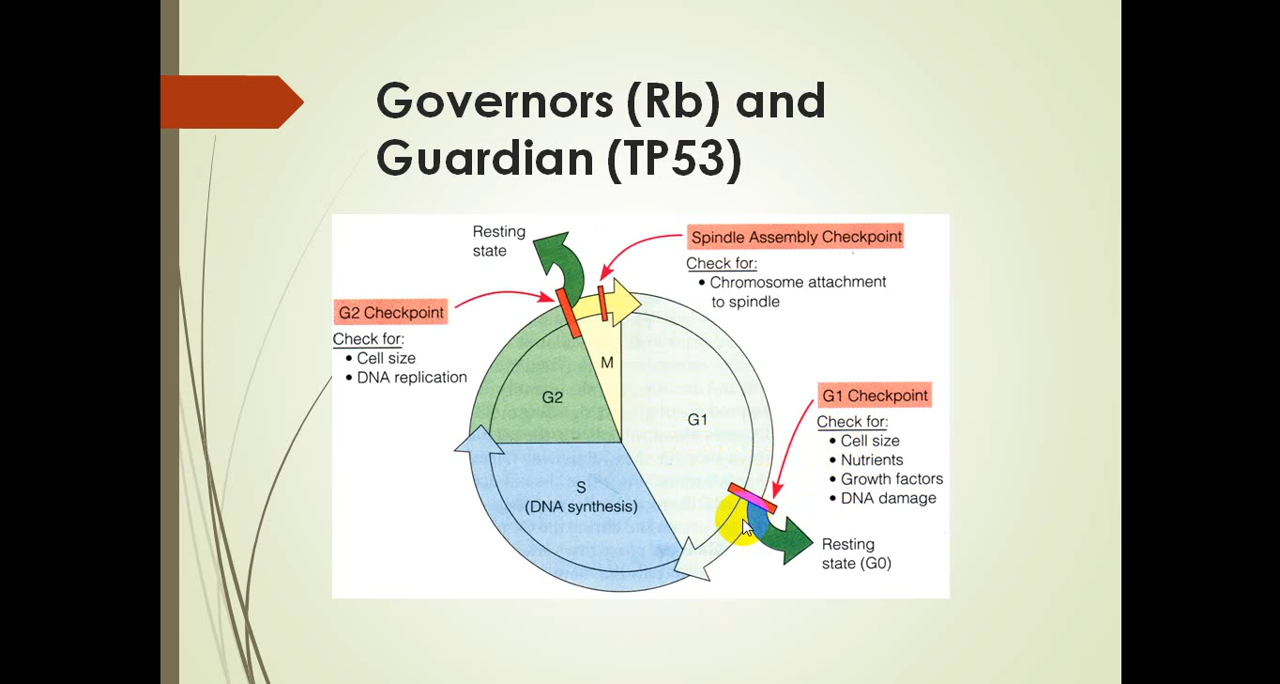 Governors (Rb) and
Guardian (TP53)
Resting
state
Spindle Assembly Checkpoint
Check for:
• Chromosome attachment
to spindle
G2 Checkpoint
Check for:
• Cell size
• DNA replication
M
G2
G1
S
(DNA synthesis)
G1 Checkpoint
Check for:
• Cell size
• Nutrients
• Growth factors
• DNA damage
Resting
state (G0)